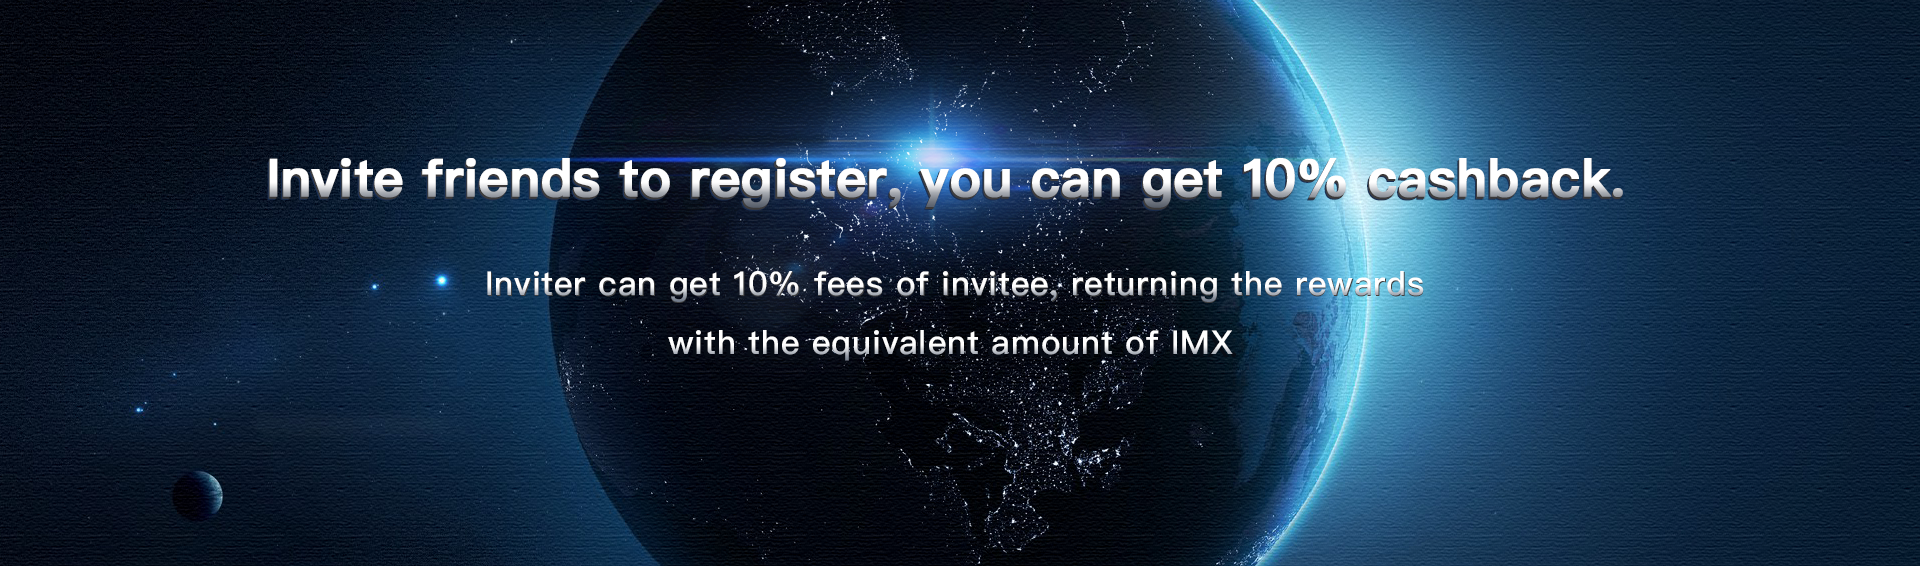 Invite friends to register, you can get 10% cashback.
Inviter can get 10% fees of invitee, returning the rewards
with the equivalent amount of IMX